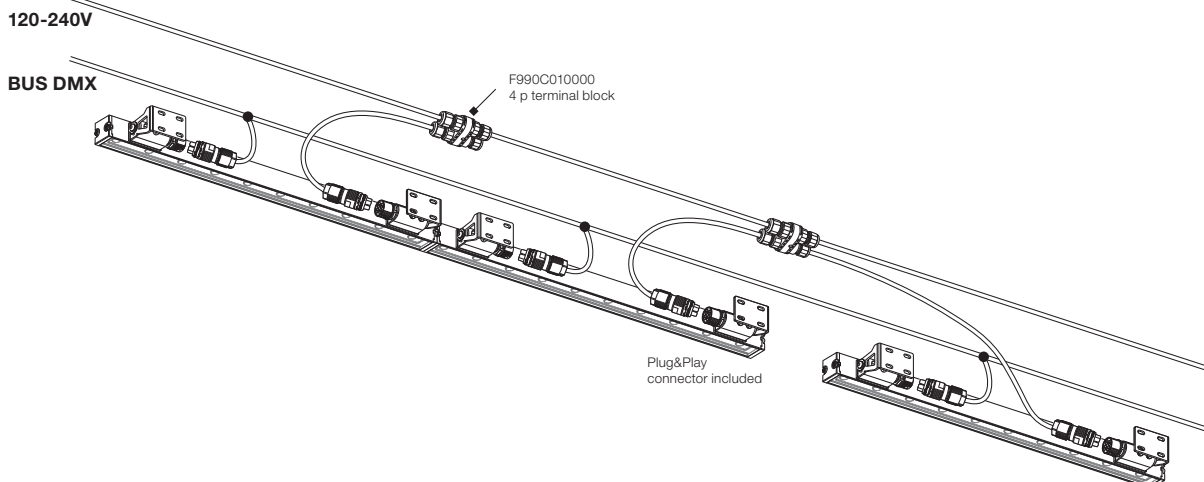 120-240V
BUS DMX
F990C010000
4 p terminal block
Plug&Play
connector included